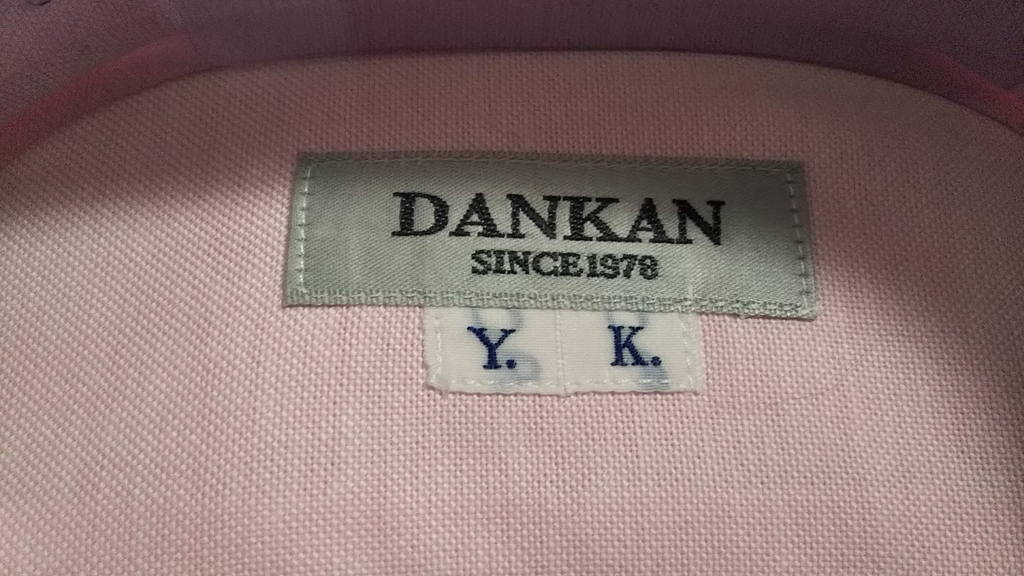 DANKAN
SINCE1978
Y. K.